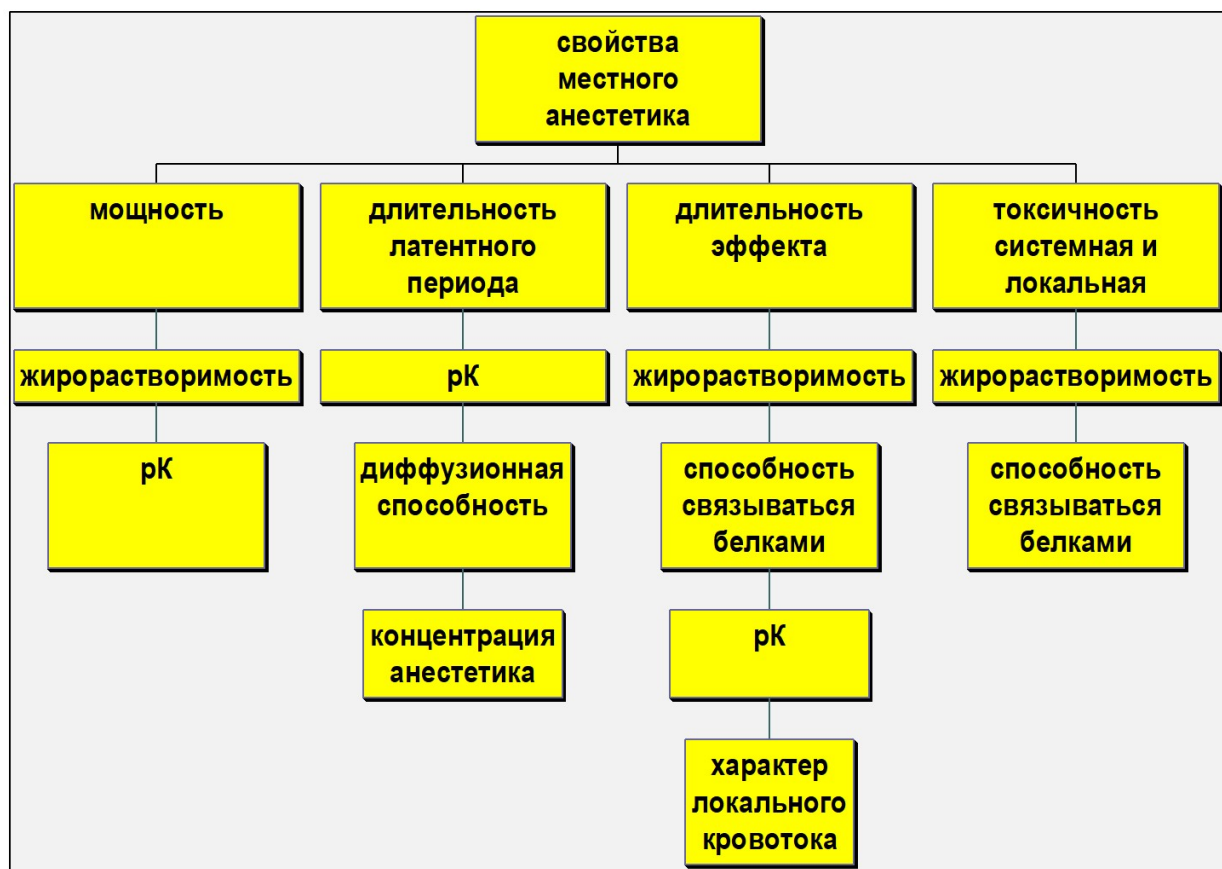 свойства
местного
анестетика
мощность
длительность
латентного
периода
длительность
эффекта
токсичность
системная и
локальная
жирорастворимость
рК
жирорастворимость
жирорастворимость
рК
диффузионная
способность
способность
связываться
белками
способность
связываться
белками
концентрация
анестетика
рК
характер
локального
кровотока